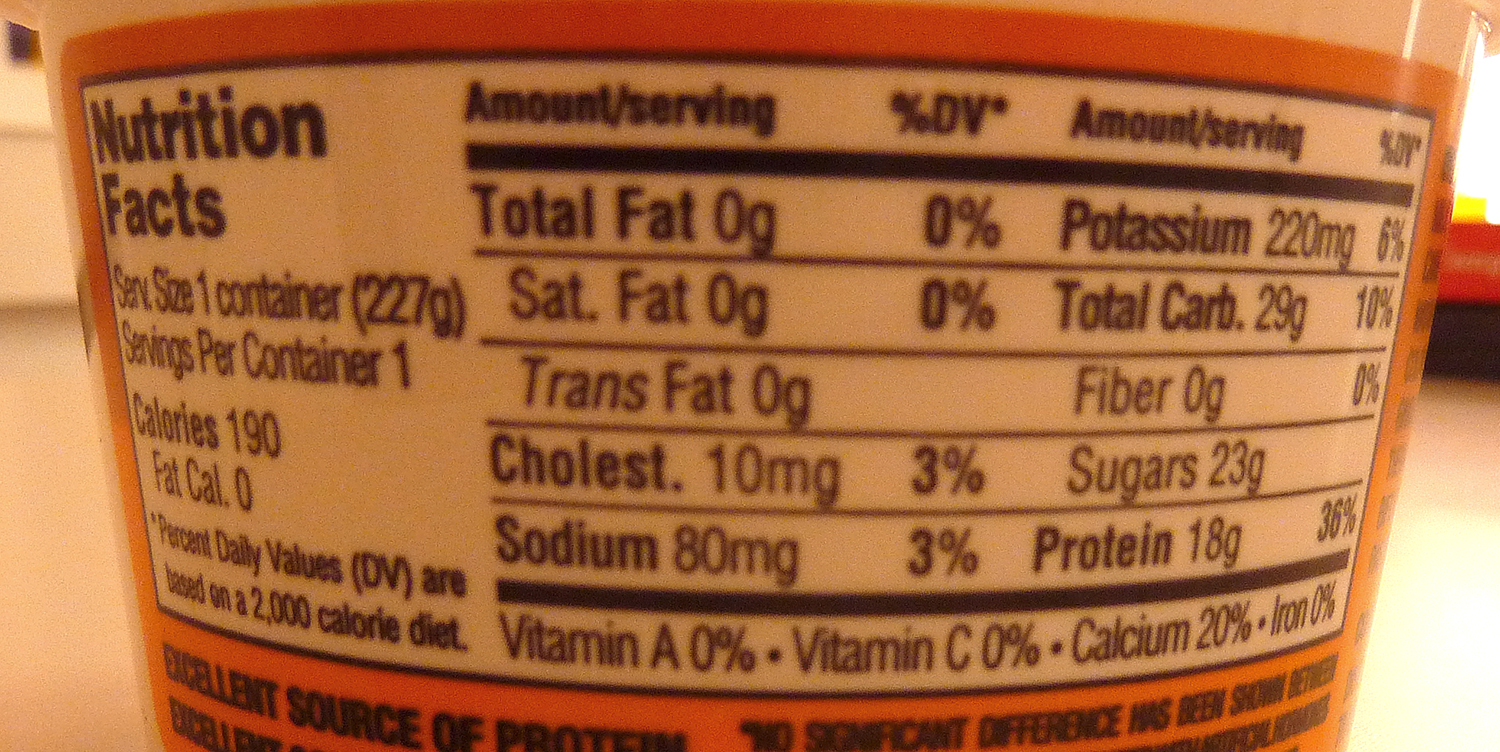 Nutrition
Facts
Serv. Size 1 container (227g)
Servings Per Container 1
Calories 190
Fat Cal. 0
*Percent Daily Values (DV) are
based on a 2,000 calorie diet.
Amount/serving %DV* Amount/serving %DV*
Total Fat 0g 0% Potassium 220mg 6%
Sat. Fat 0g 0% Total Carb. 29g 10%
Trans Fat 0g Fiber 0g 0%
Cholest. 10mg 3% Sugars 23g
Sodium 80mg 3% Protein 18g 36%
Vitamin A 0% • Vitamin C 0% • Calcium 20% • Iron 0%
EXCELLENT SOURCE OF PROTEIN
*NO SIGNIFICANT DIFFERENCE HAS BEEN SHOWN BETWEEN
EXCELLENT